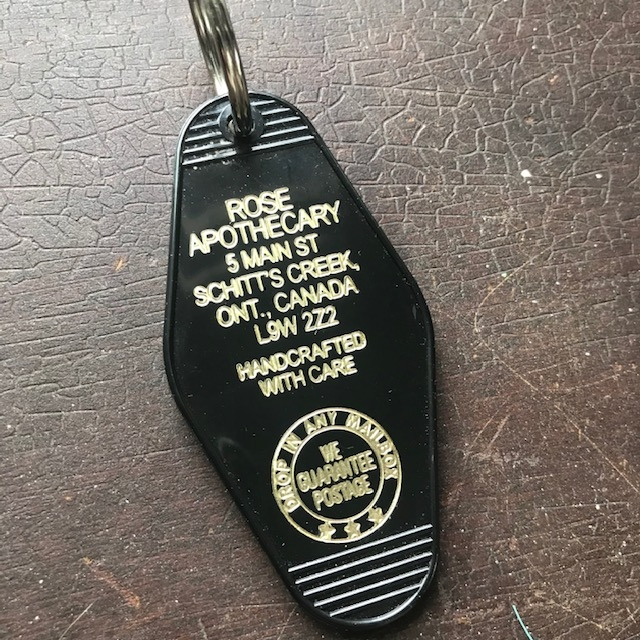 ROSE
APOTHECARY
5 MAIN ST
SCHITT'S CREEK,
ONT., CANADA
L9W 2Z2
HANDCRAFTED
WITH CARE
DROP IN ANY MAILBOX
WE
GUARANTEE
POSTAGE